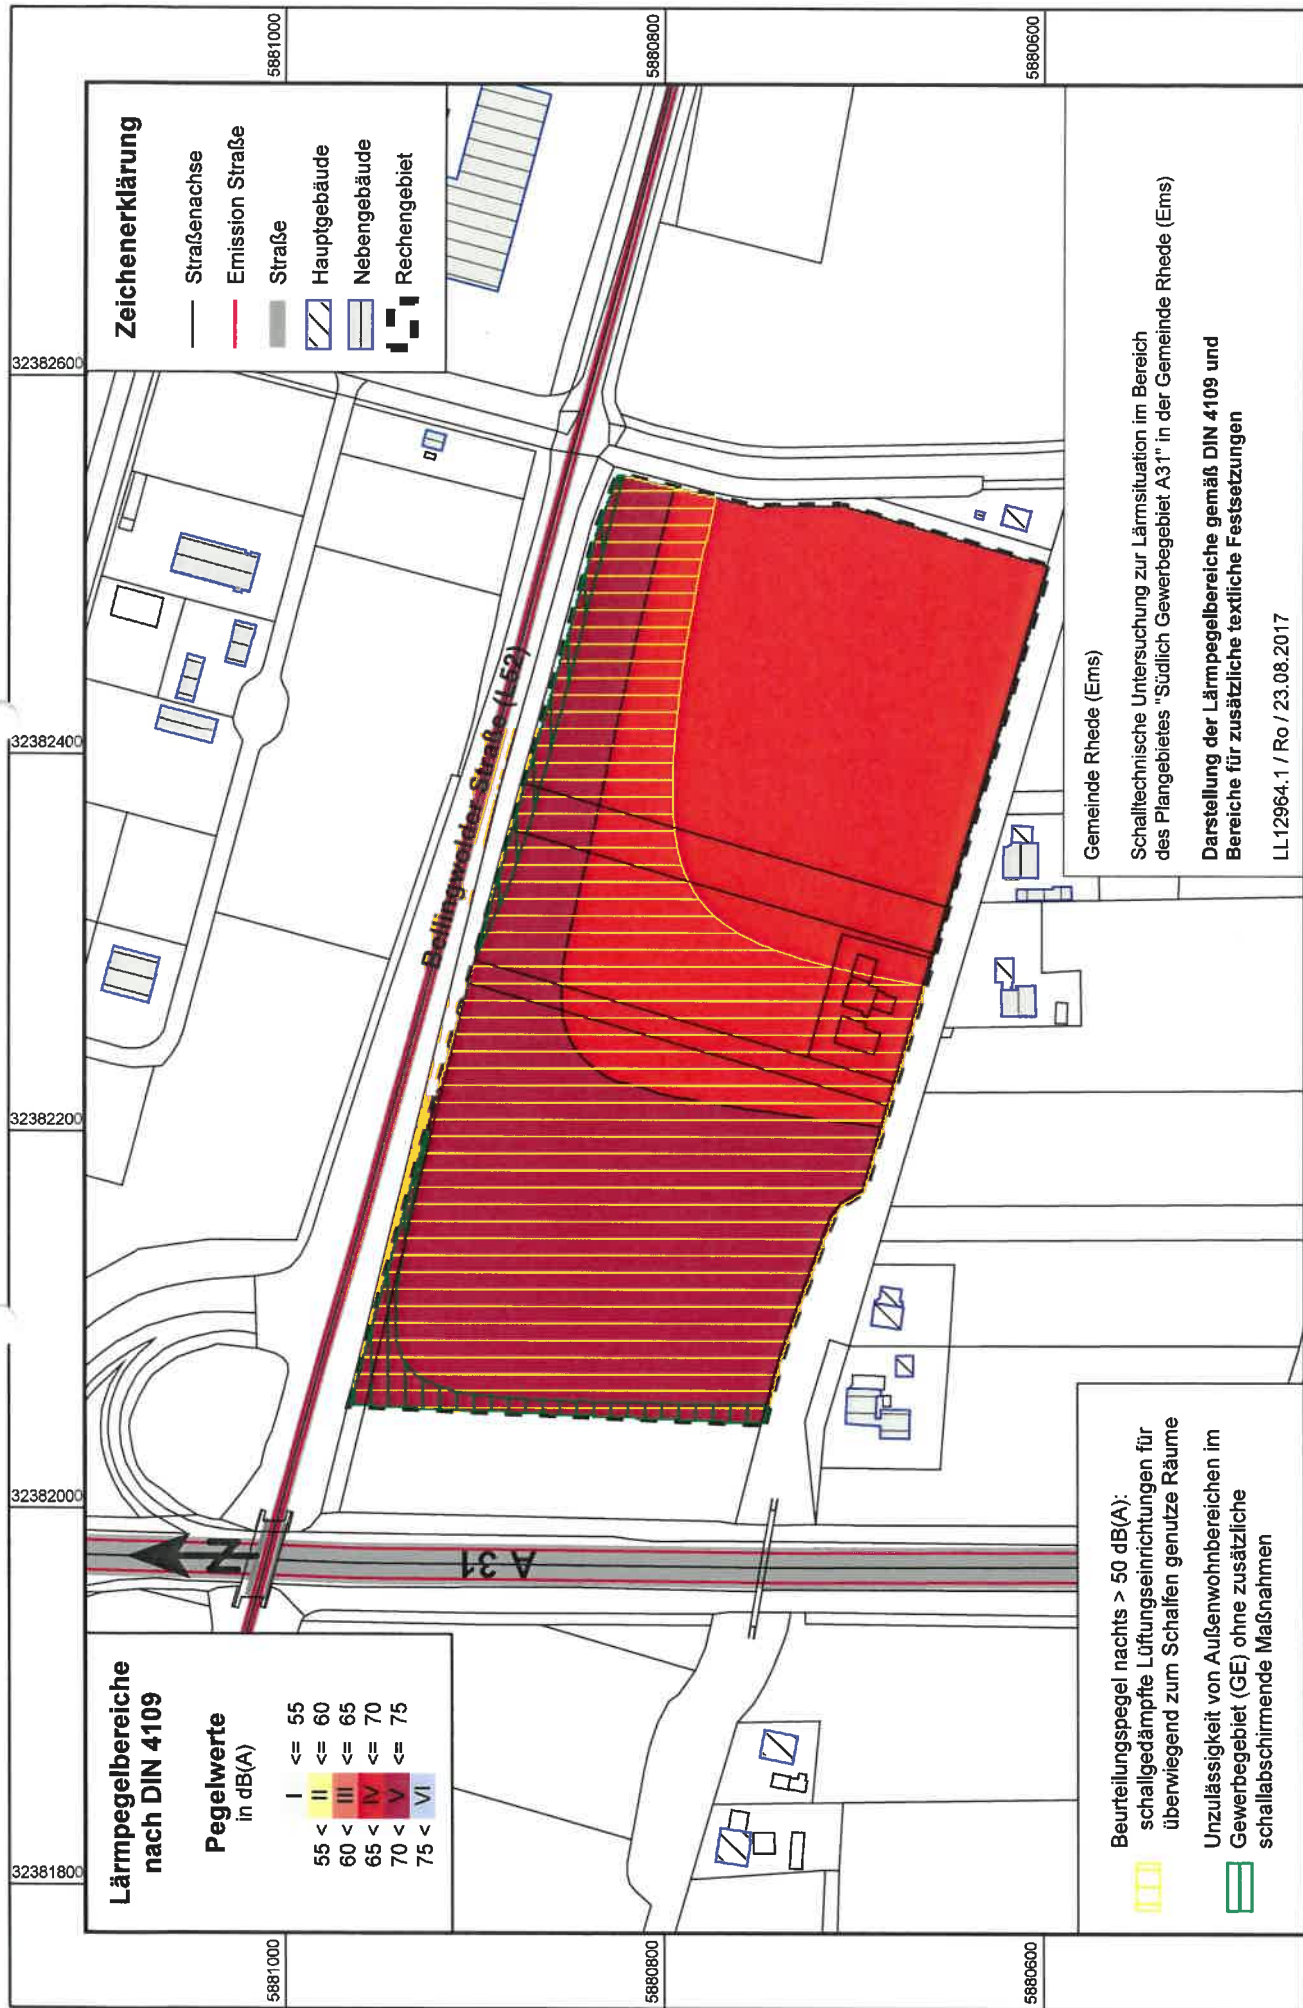 Lärmpegelbereiche
nach DIN 4109
Pegelwerte
in dB(A)
I <= 55
55 < II <= 60
60 < III <= 65
65 < IV <= 70
70 < V <= 75
75 < VI
Zeichenerklärung
Straßenachse
Emission Straße
Straße
Hauptgebäude
Nebengebäude
Rechengebiet
32381800
32382000
32382200
32382400
32382600
5881000
5880800
5880600
5881000
5880800
5880600
N
A 31
Bellingwolder Straße (L 52)
Beurteilungspegel nachts > 50 dB(A):
schallgedämpfte Lüftungseinrichtungen für
überwiegend zum Schalfen genutze Räume
Unzulässigkeit von Außenwohnbereichen im
Gewerbegebiet (GE) ohne zusätzliche
schallabschirmende Maßnahmen
Gemeinde Rhede (Ems)
Schalltechnische Untersuchung zur Lärmsituation im Bereich
des Plangebietes "Südlich Gewerbegebiet A31" in der Gemeinde Rhede (Ems)
Darstellung der Lärmpegelbereiche gemäß DIN 4109 und
Bereiche für zusätzliche textliche Festsetzungen
LL12964.1 / Ro / 23.08.2017